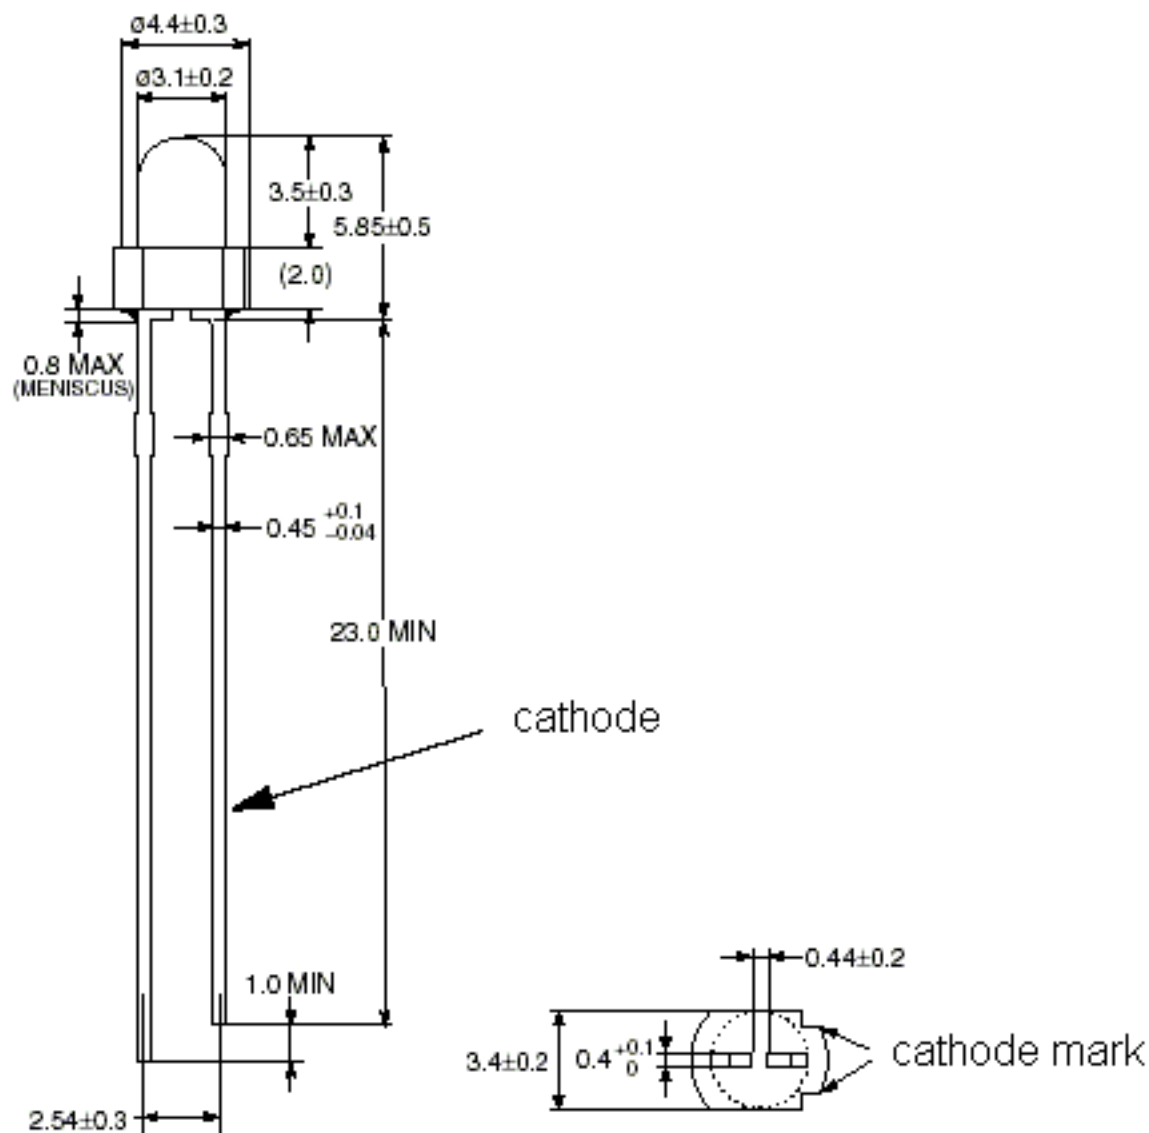 ø4.4±0.3
ø3.1±0.2
3.5±0.3
5.85±0.5
(2.0)
0.8 MAX
(MENISCUS)
0.65 MAX
0.45 +0.1 −0.04
23.0 MIN
cathode
1.0 MIN
2.54±0.3
0.44±0.2
3.4±0.2
0.4 +0.1 0
cathode mark